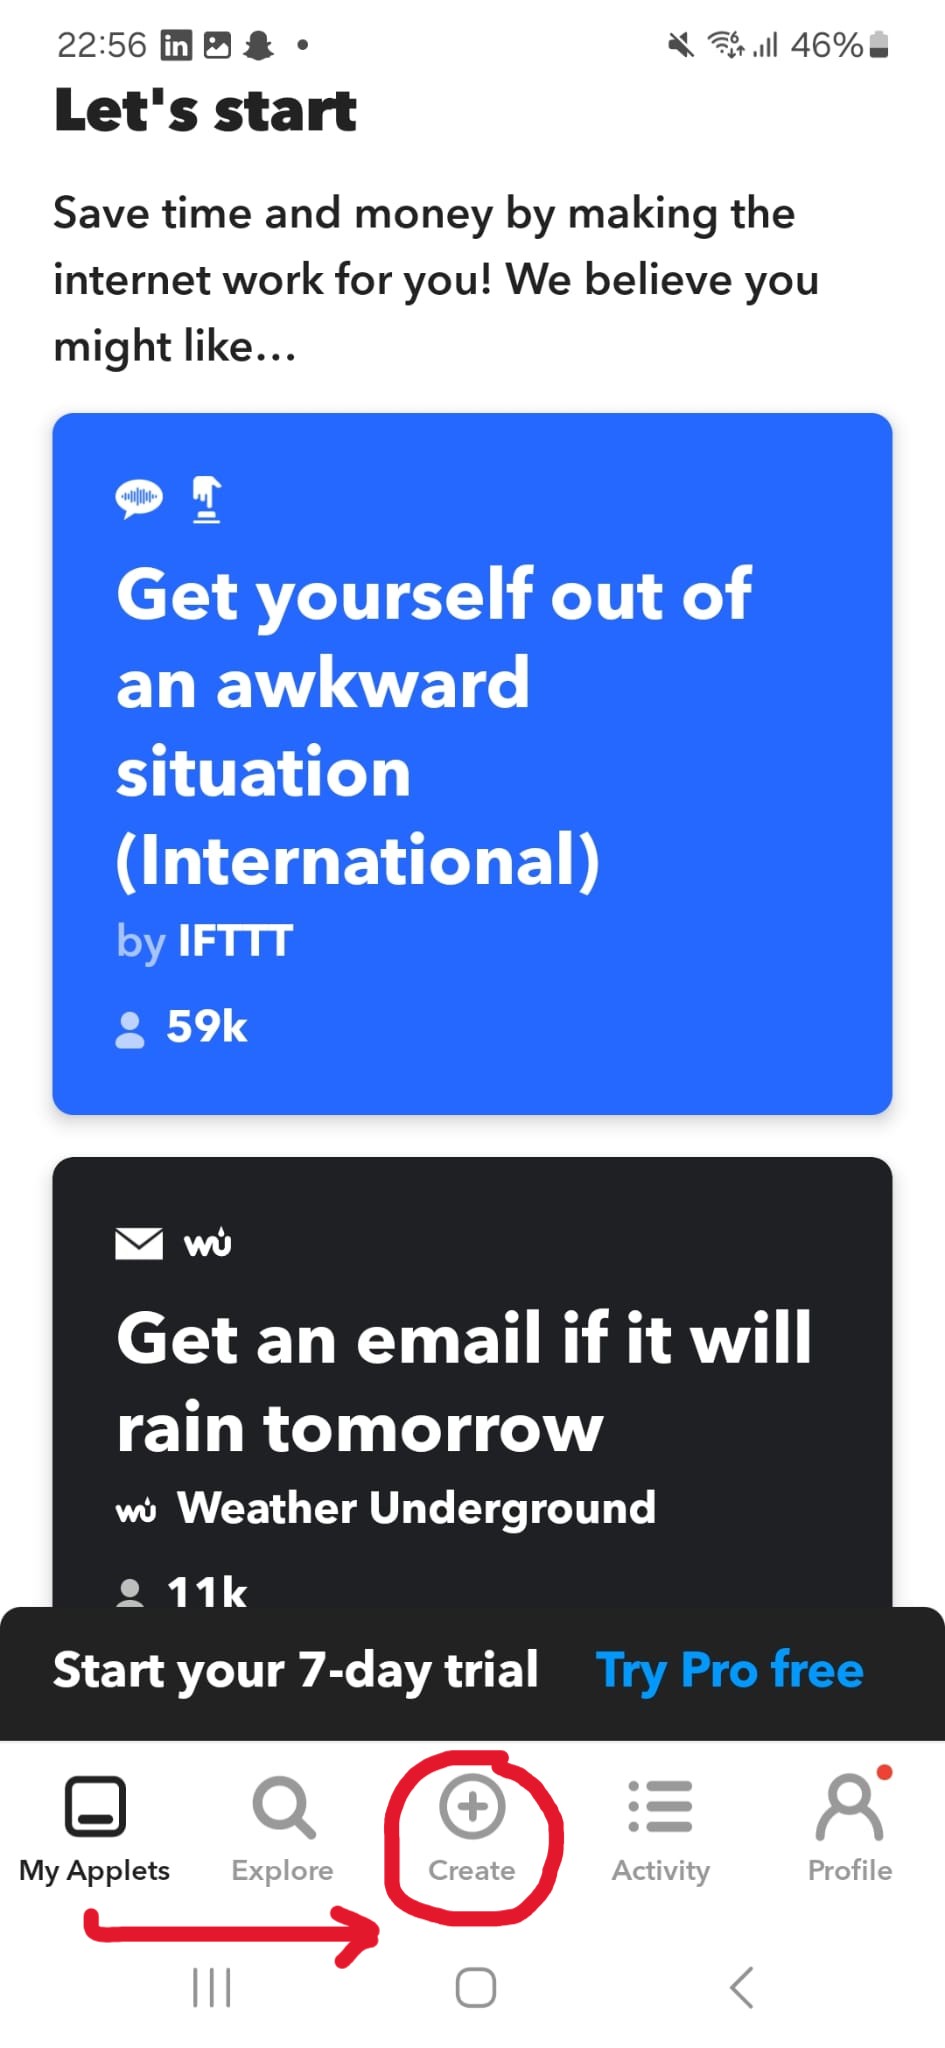 22:56 in 46%
Let's start
Save time and money by making the
internet work for you! We believe you
might like...
Get yourself out of
an awkward
situation
(International)
by IFTTT
59k
wu
Get an email if it will
rain tomorrow
wu Weather Underground
11k
Start your 7-day trial Try Pro free
My Applets Explore Create Activity Profile